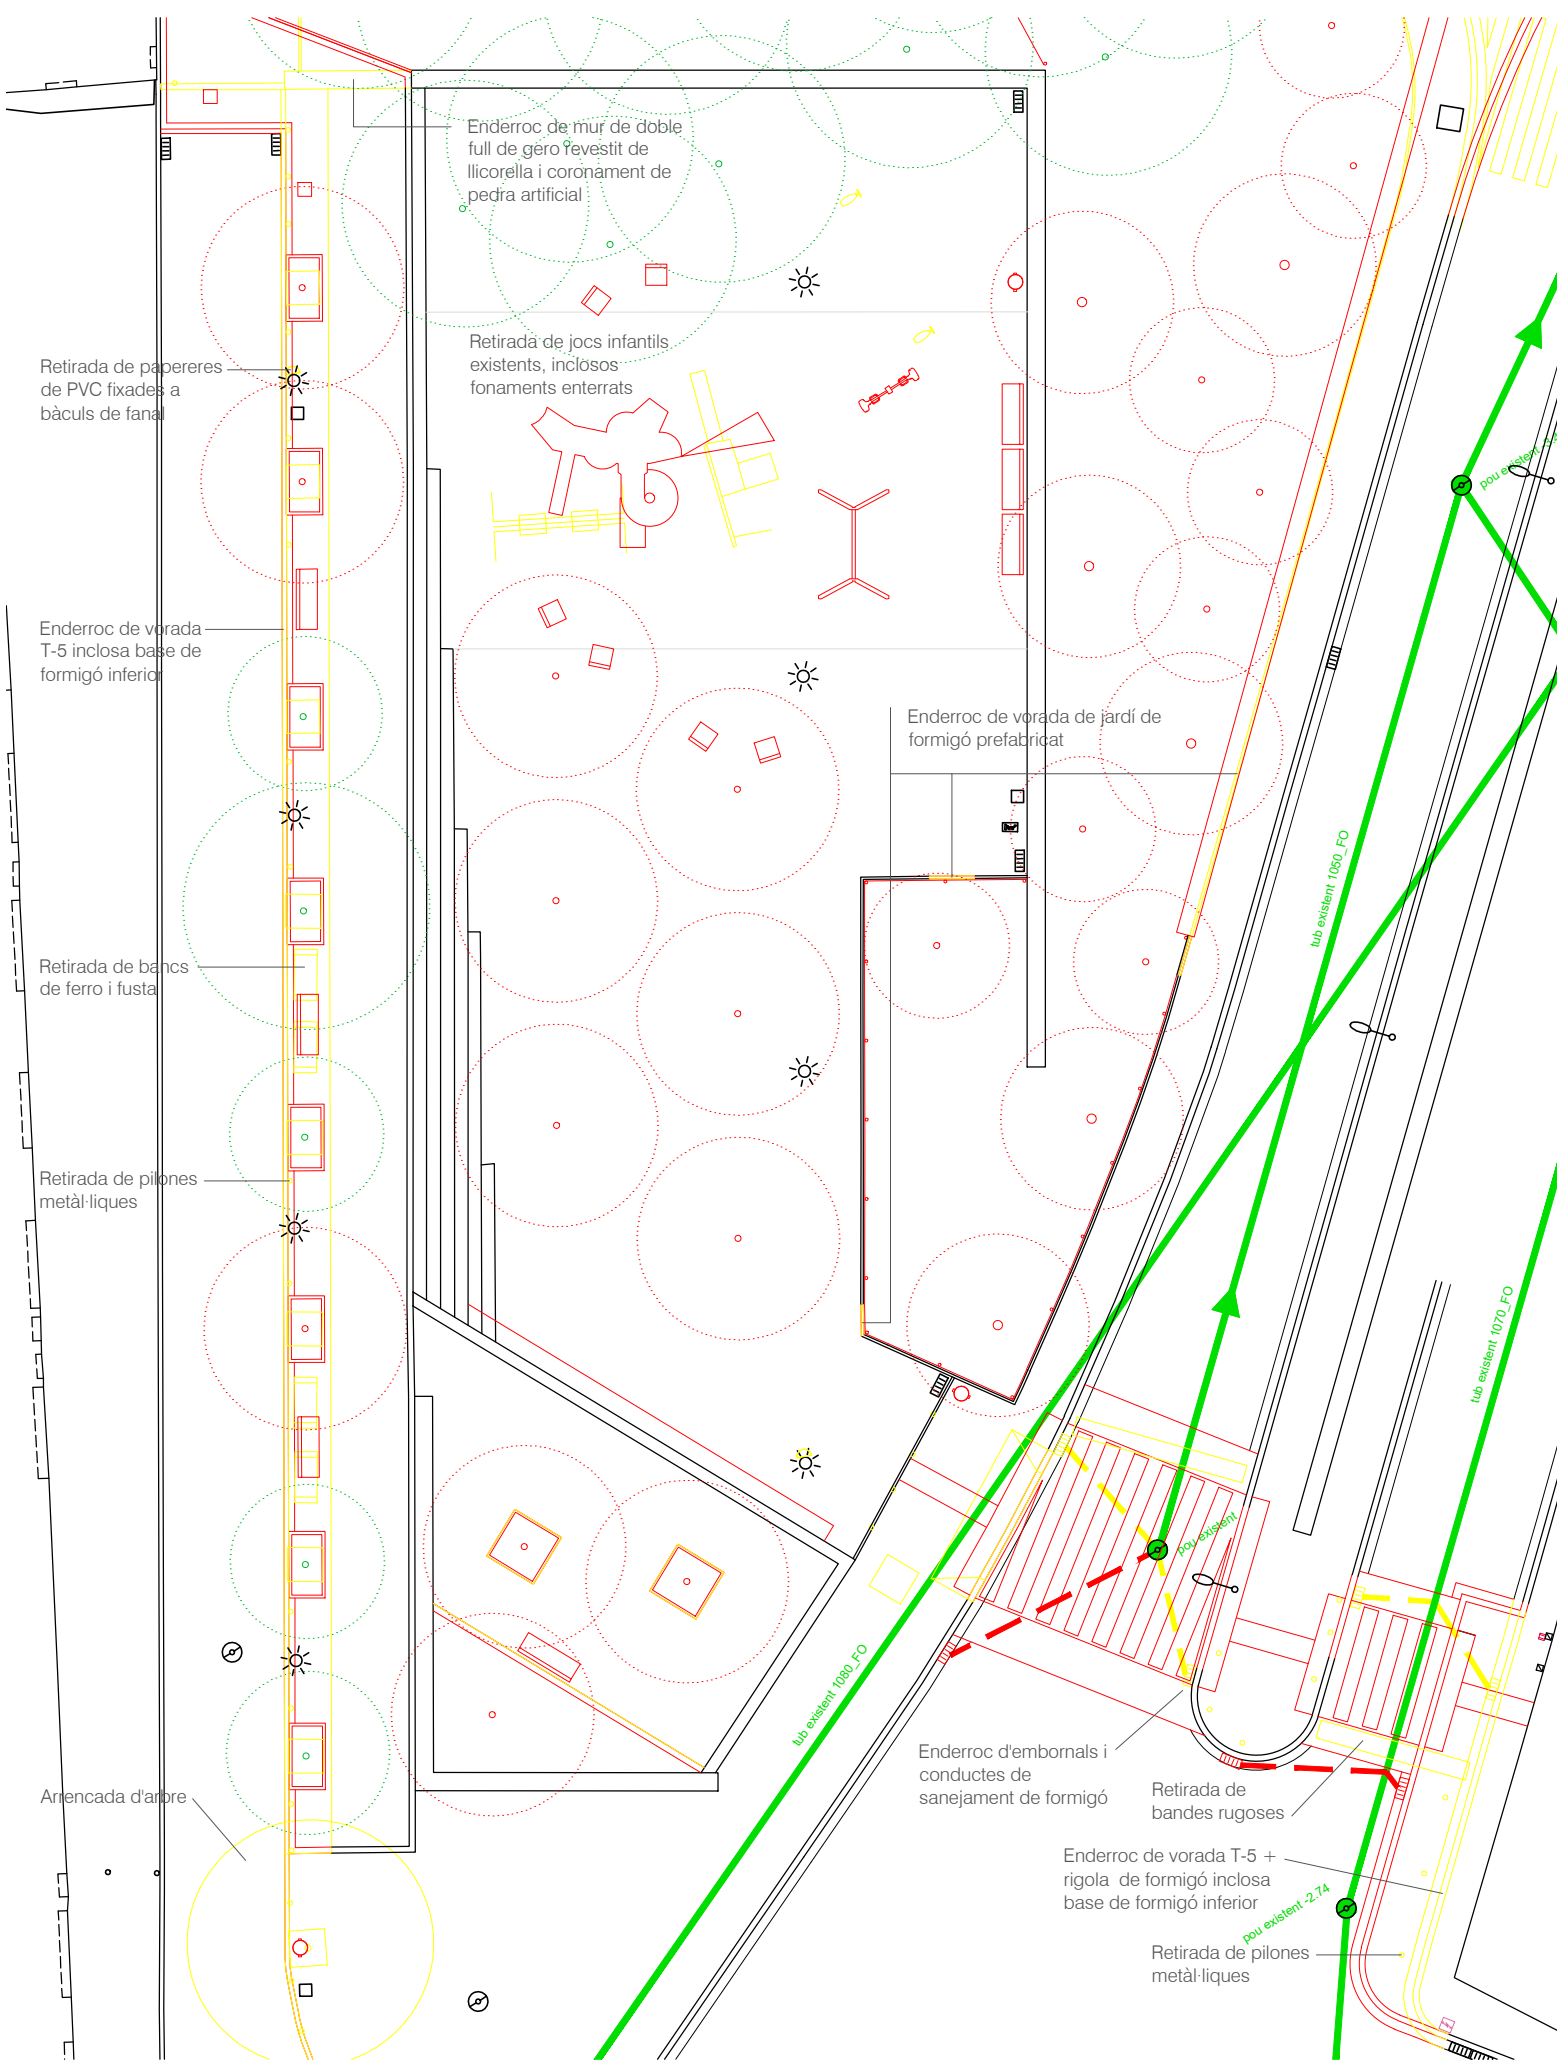 Enderroc de mur de doble
full de gero revestit de
llicorella i coronament de
pedra artificial
Retirada de jocs infantils
existents, inclosos
fonaments enterrats
Retirada de papereres
de PVC fixades a
bàculs de fanal
pou existent
Enderroc de vorada
T-5 inclosa base de
formigó inferior
Enderroc de vorada de jardí de
formigó prefabricat
tub existent 1050_FO
Retirada de bancs
de ferro i fusta
Retirada de pilones
metàl·liques
tub existent 1070_FO
pou existent
tub existent 1080_FO
Enderroc d'embornals i
conductes de
sanejament de formigó
Retirada de
bandes rugoses
Arrencada d'arbre
Enderroc de vorada T-5 +
rigola de formigó inclosa
base de formigó inferior
pou existent -2.74
Retirada de pilones
metàl·liques